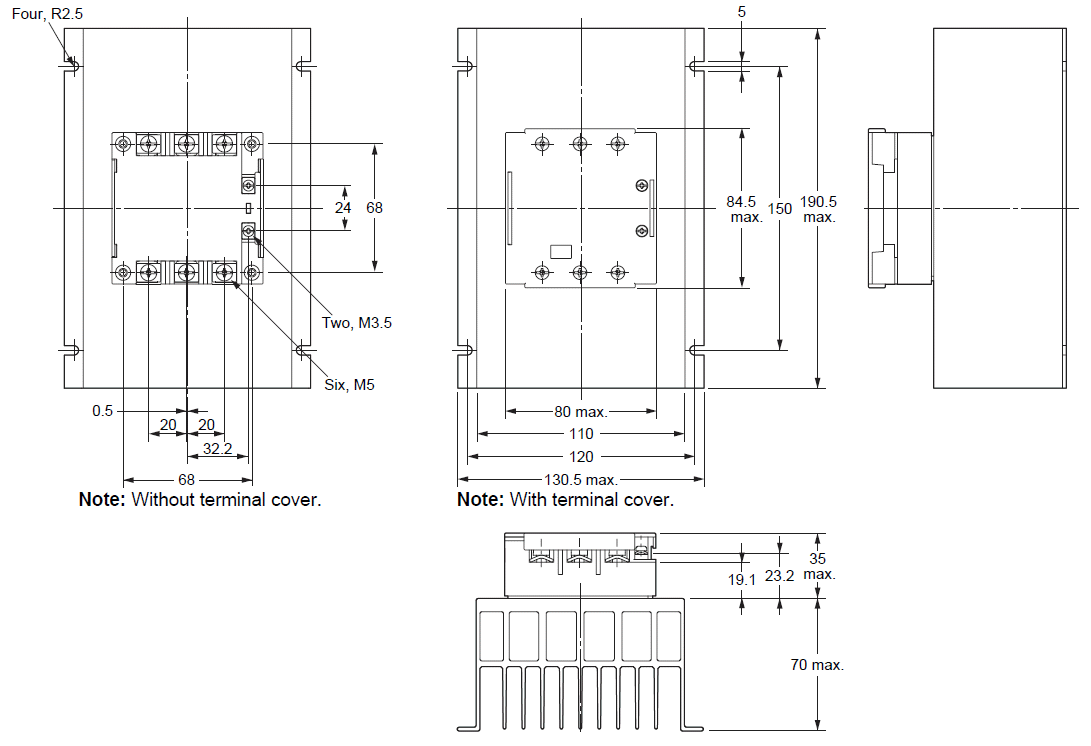 Four, R2.5
5
24
68
84.5
max.
150
190.5
max.
Two, M3.5
Six, M5
0.5
20
20
32.2
68
Note: Without terminal cover.
80 max.
110
120
130.5 max.
Note: With terminal cover.
19.1
23.2
35
max.
70 max.